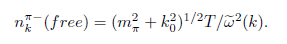 $n_k^{\pi^-}(free) = (m_\pi^2 + k_0^2)^{1/2} T / \widetilde{\omega}^2(k).$